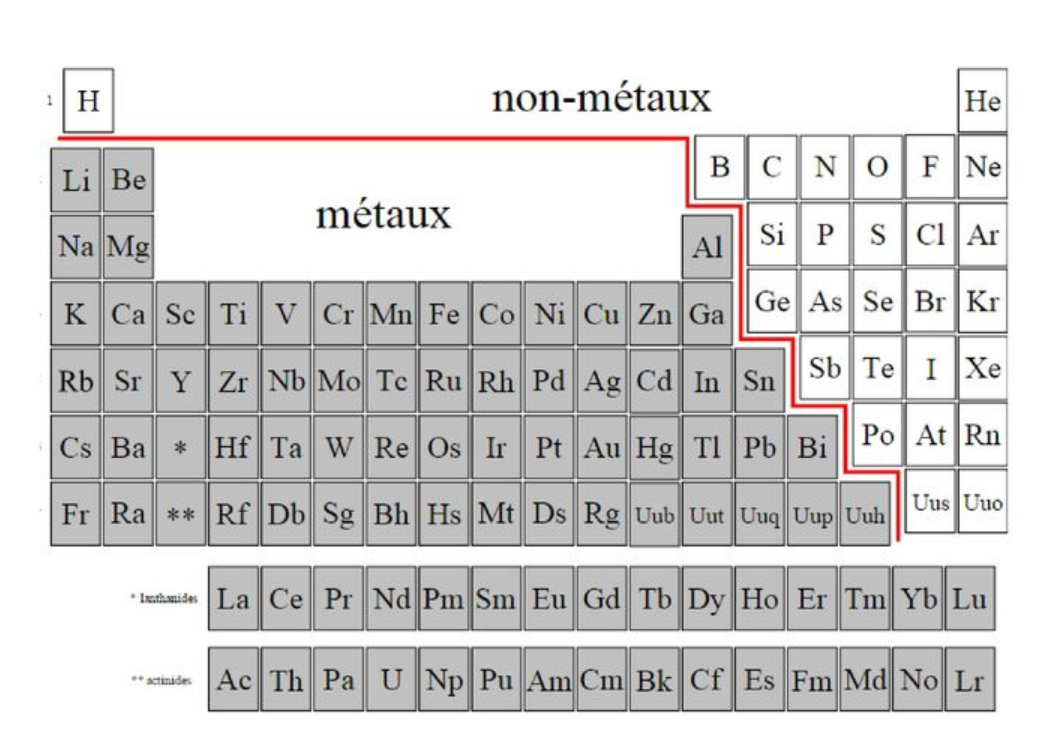 non-métaux
1 H He
B C N O F Ne
Li Be
métaux
Si P S Cl Ar
Na Mg Al
Ge As Se Br Kr
K Ca Sc Ti V Cr Mn Fe Co Ni Cu Zn Ga
Sb Te I Xe
Rb Sr Y Zr Nb Mo Tc Ru Rh Pd Ag Cd In Sn
Po At Rn
Cs Ba * Hf Ta W Re Os Ir Pt Au Hg Tl Pb Bi
Uus Uuo
Fr Ra ** Rf Db Sg Bh Hs Mt Ds Rg Uub Uut Uuq Uup Uuh
* lanthanides La Ce Pr Nd Pm Sm Eu Gd Tb Dy Ho Er Tm Yb Lu
** actinides Ac Th Pa U Np Pu Am Cm Bk Cf Es Fm Md No Lr